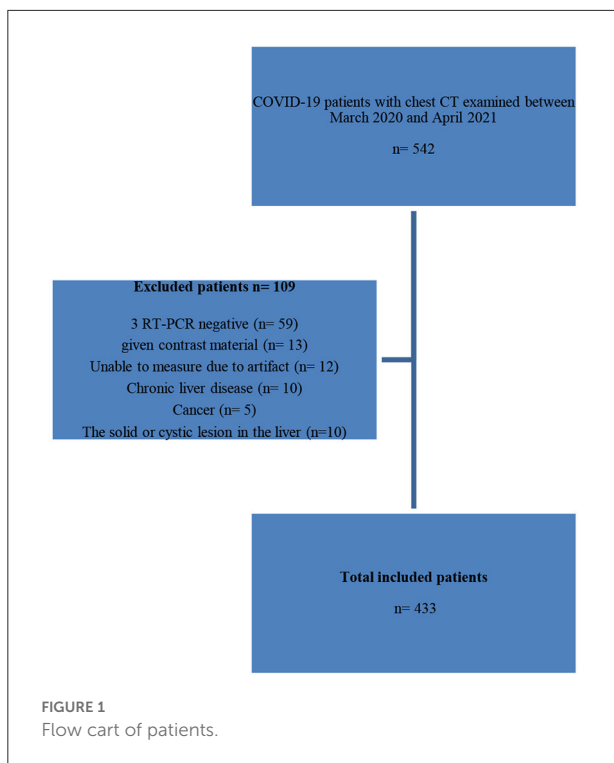 COVID-19 patients with chest CT examined between
March 2020 and April 2021
n= 542
Excluded patients n= 109
3 RT-PCR negative (n= 59)
given contrast material (n= 13)
Unable to measure due to artifact (n= 12)
Chronic liver disease (n= 10)
Cancer (n= 5)
The solid or cystic lesion in the liver (n=10)
Total included patients
n= 433
FIGURE 1
Flow cart of patients.